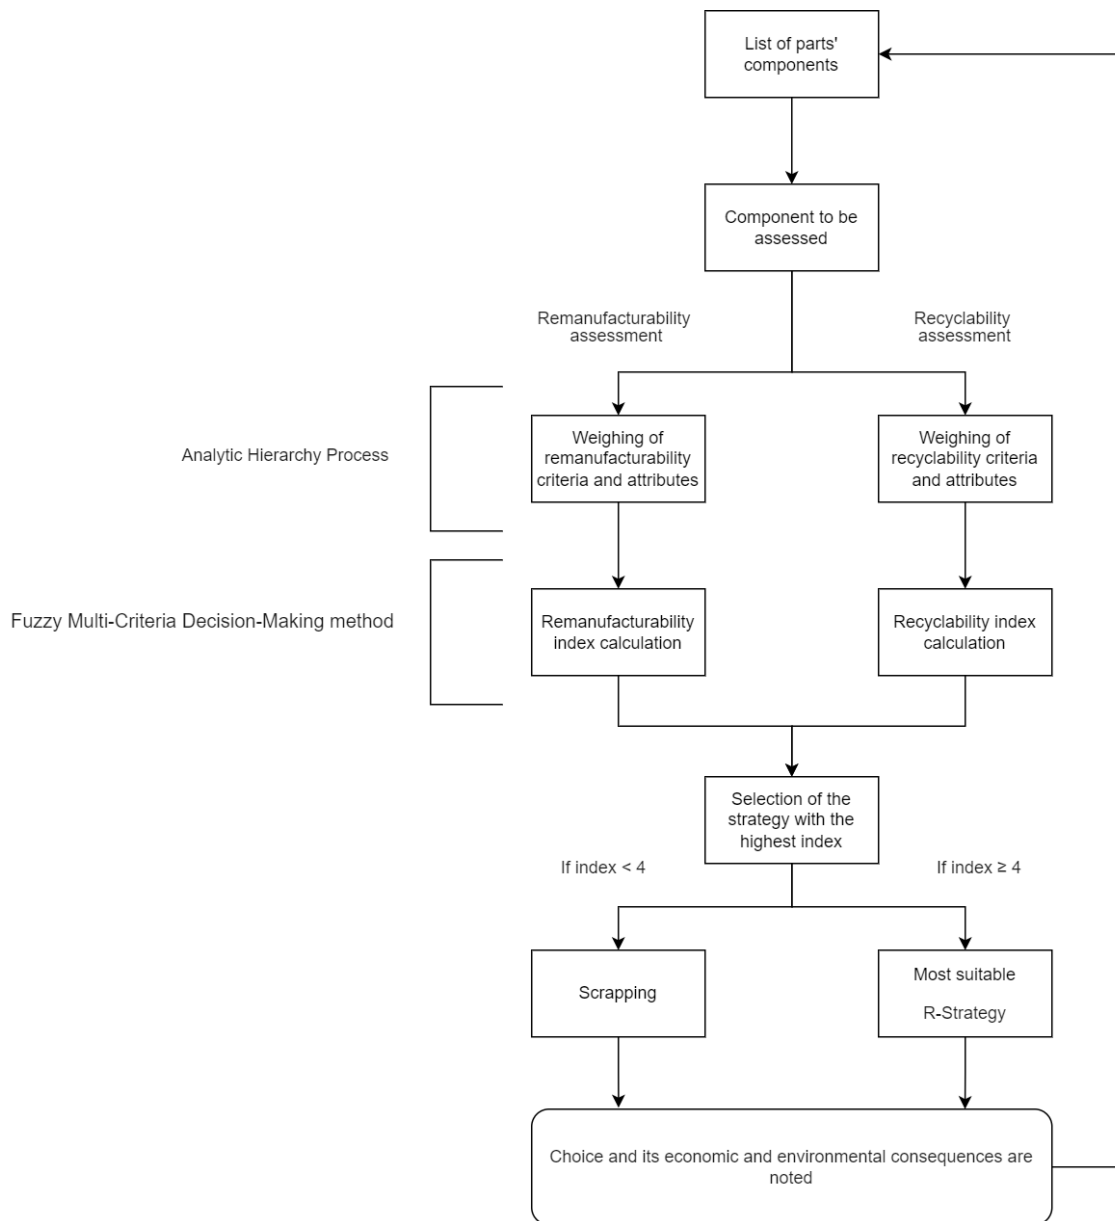 List of parts'
components
Component to be
assessed
Remanufacturability
assessment
Recyclability
assessment
Analytic Hierarchy Process
Weighing of
remanufacturability
criteria and attributes
Weighing of
recyclability criteria
and attributes
Fuzzy Multi-Criteria Decision-Making method
Remanufacturability
index calculation
Recyclability index
calculation
Selection of the
strategy with the
highest index
If index < 4
If index ≥ 4
Scrapping
Most suitable
R-Strategy
Choice and its economic and environmental consequences are
noted